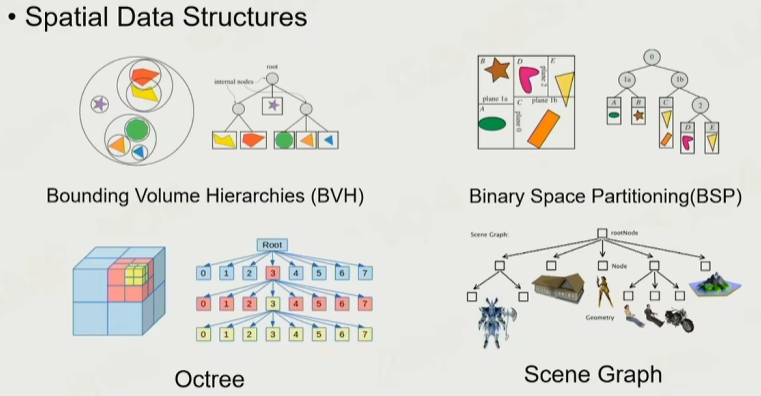 • Spatial Data Structures
root
internal nodes
Bounding Volume Hierarchies (BVH)
B
D
E
plane 2
plane 1a
C
plane 1b
A
plane 0
0
1a
1b
A
B
C
2
D
E
Binary Space Partitioning(BSP)
Root
0 1 2 3 4 5 6 7
0 1 2 3 4 5 6 7
0 1 2 3 4 5 6 7
Octree
Scene Graph:
rootNode
Node
Geometry
Scene Graph